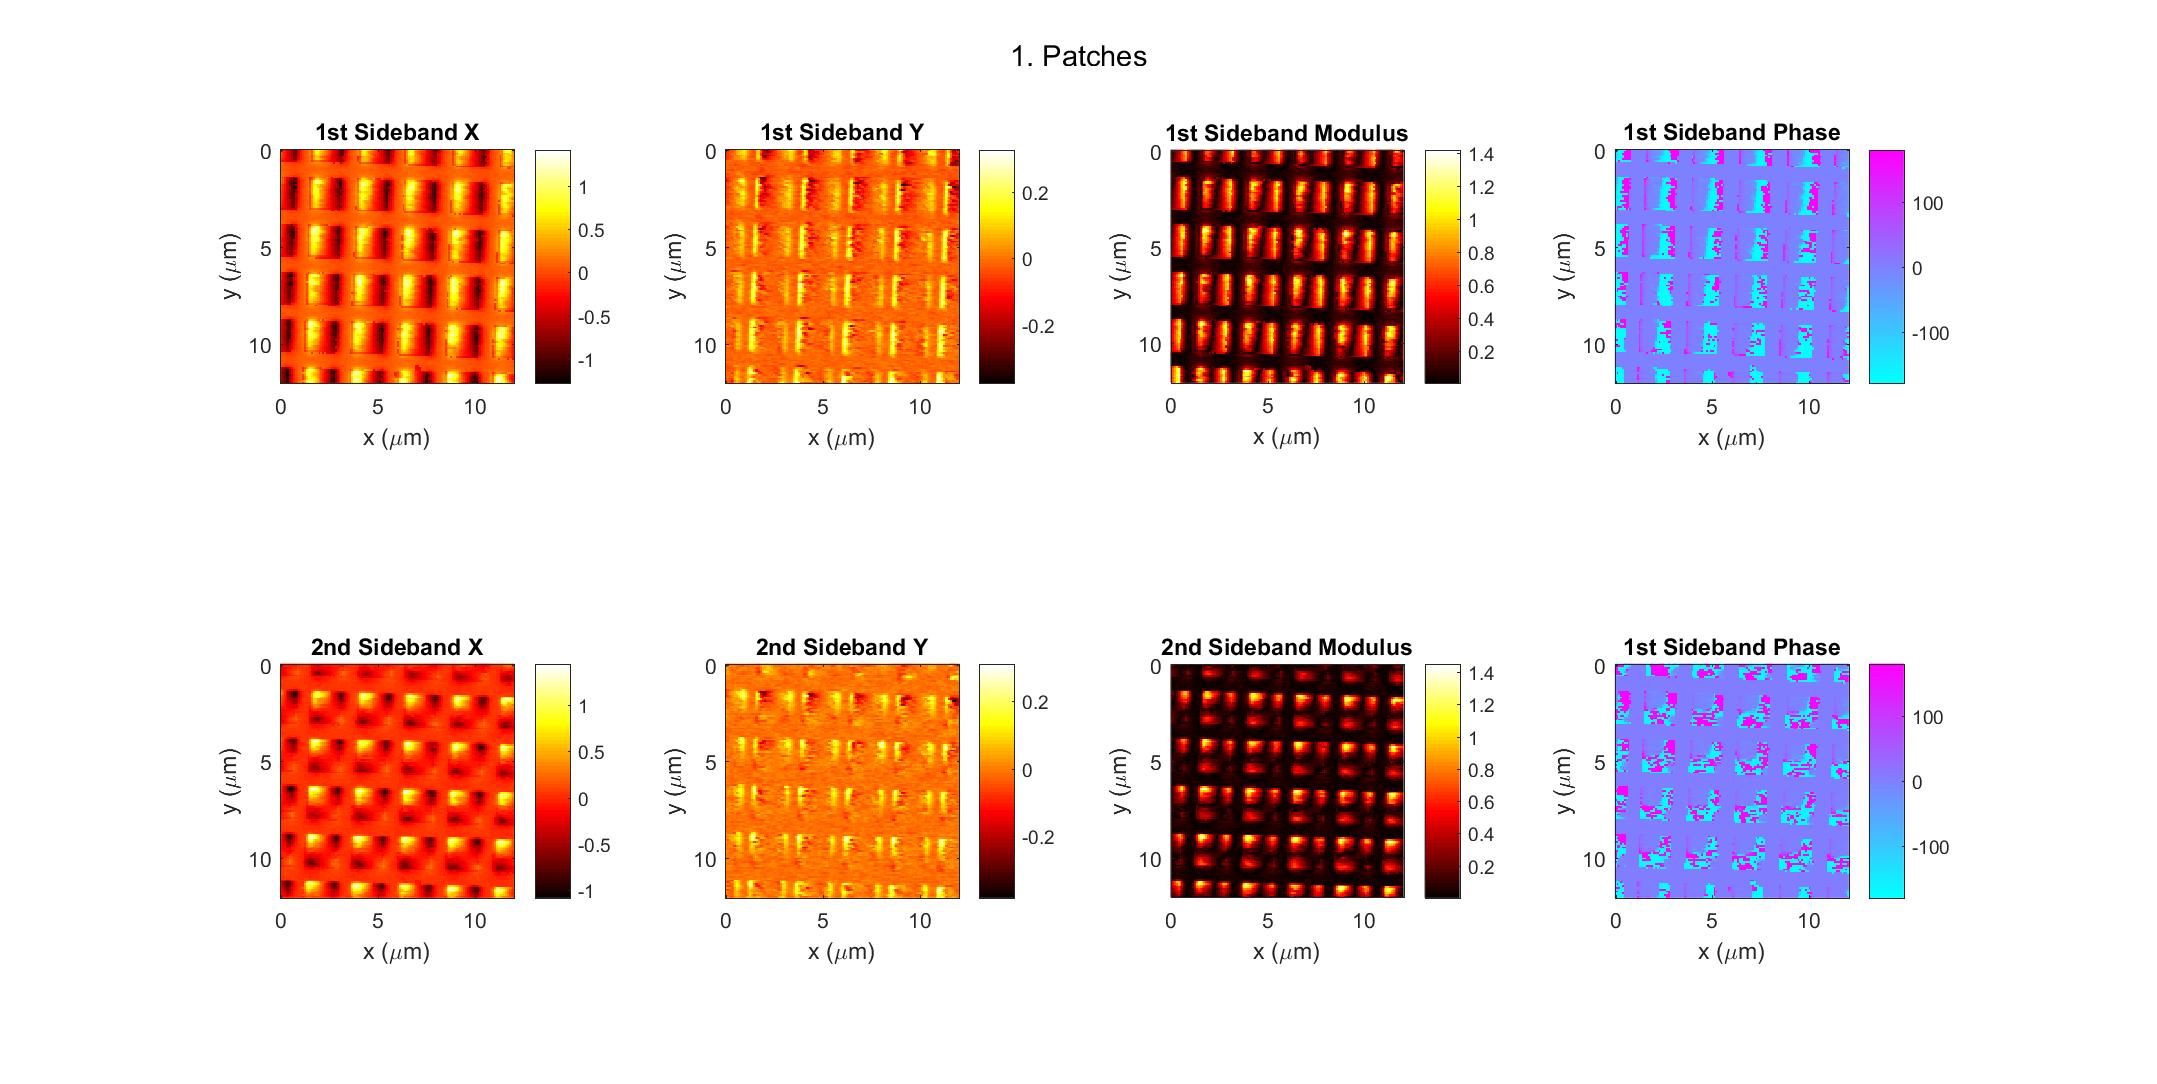 1. Patches
1st Sideband X
0
5
10
y (μm)
0 5 10
x (μm)
1
0.5
0
-0.5
-1
1st Sideband Y
0
5
10
y (μm)
0 5 10
x (μm)
0.2
0
-0.2
1st Sideband Modulus
0
5
10
y (μm)
0 5 10
x (μm)
1.4
1.2
1
0.8
0.6
0.4
0.2
1st Sideband Phase
0
5
10
y (μm)
0 5 10
x (μm)
100
0
-100
2nd Sideband X
0
5
10
y (μm)
0 5 10
x (μm)
1
0.5
0
-0.5
-1
2nd Sideband Y
0
5
10
y (μm)
0 5 10
x (μm)
0.2
0
-0.2
2nd Sideband Modulus
0
5
10
y (μm)
0 5 10
x (μm)
1.4
1.2
1
0.8
0.6
0.4
0.2
1st Sideband Phase
0
5
10
y (μm)
0 5 10
x (μm)
100
0
-100